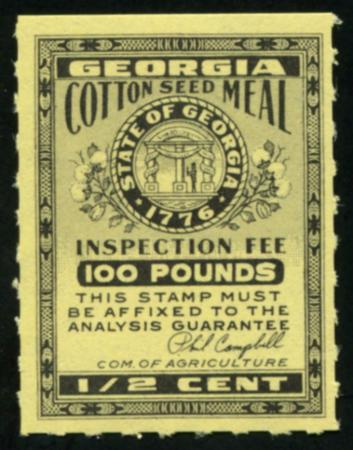 GEORGIA
COTTON SEED MEAL
STATE OF GEORGIA
1776
INSPECTION FEE
100 POUNDS
THIS STAMP MUST
BE AFFIXED TO THE
ANALYSIS GUARANTEE
Phil Campbell
COM. OF AGRICULTURE
1/2 CENT